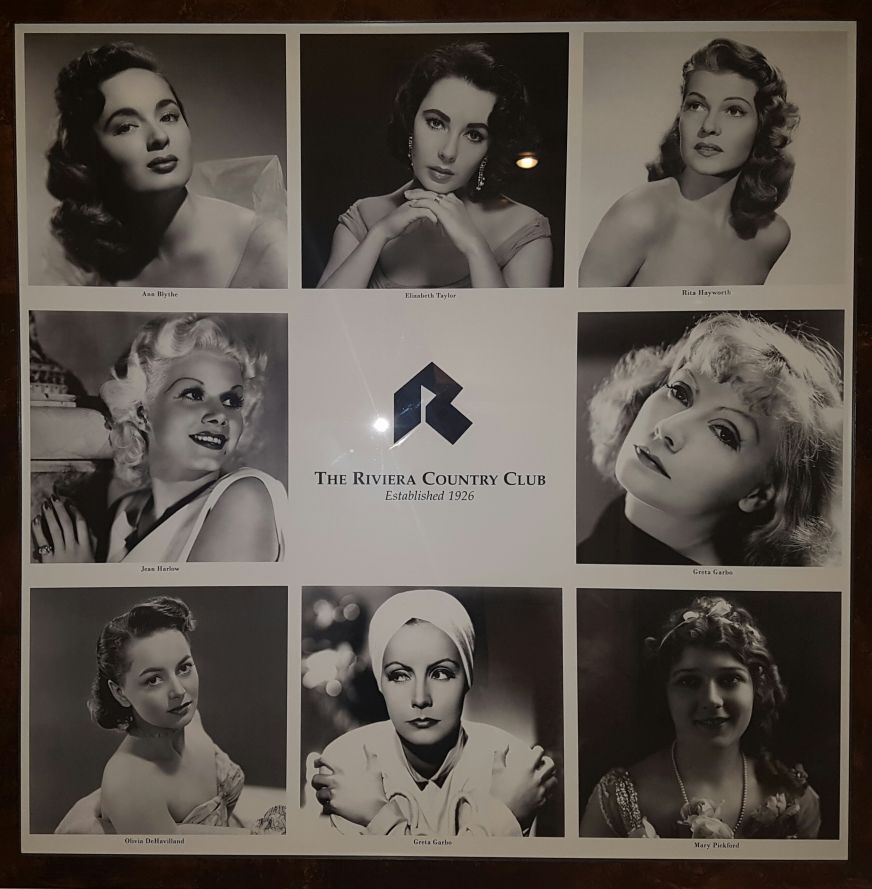 Ann Blythe
Elizabeth Taylor
Rita Hayworth
THE RIVIERA COUNTRY CLUB
Established 1926
Jean Harlow
Greta Garbo
Olivia DeHavilland
Greta Garbo
Mary Pickford